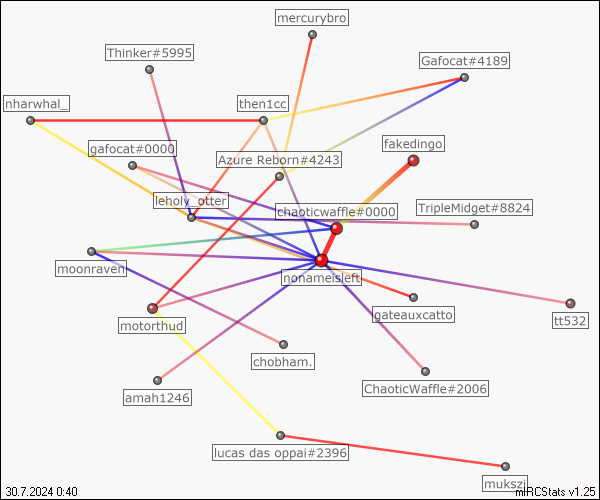 mercurybro
Thinker#5995
Gafocat#4189
nharwhal_
then1cc
fakedingo
gafocat#0000
Azure Reborn#4243
leholy_otter
chaoticwaffle#0000
TripleMidget#8824
moonraven
nonameisleft
gateauxcatto
tt532
motorthud
chobham.
ChaoticWaffle#2006
amah1246
lucas das oppai#2396
mukszi
30.7.2024 0:40
mIRCStats v1.25